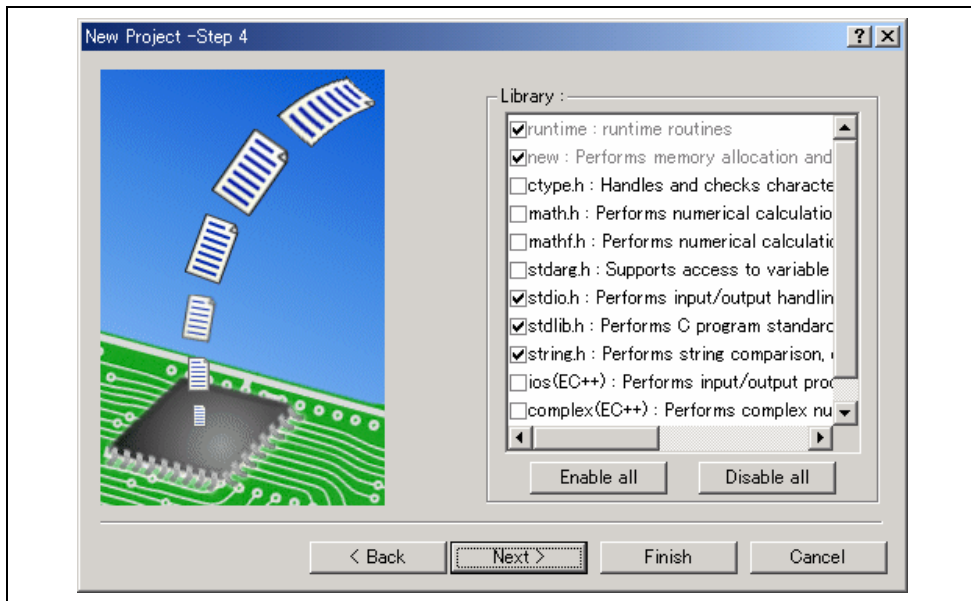 New Project -Step 4
Library :
runtime : runtime routines
new : Performs memory allocation and
ctype.h : Handles and checks characte
math.h : Performs numerical calculatio
mathf.h : Performs numerical calculatic
stdarg.h : Supports access to variable
stdio.h : Performs input/output handlin
stdlib.h : Performs C program standarc
string.h : Performs string comparison,
ios(EC++) : Performs input/output proc
complex(EC++) : Performs complex nu
Enable all Disable all
< Back Next > Finish Cancel